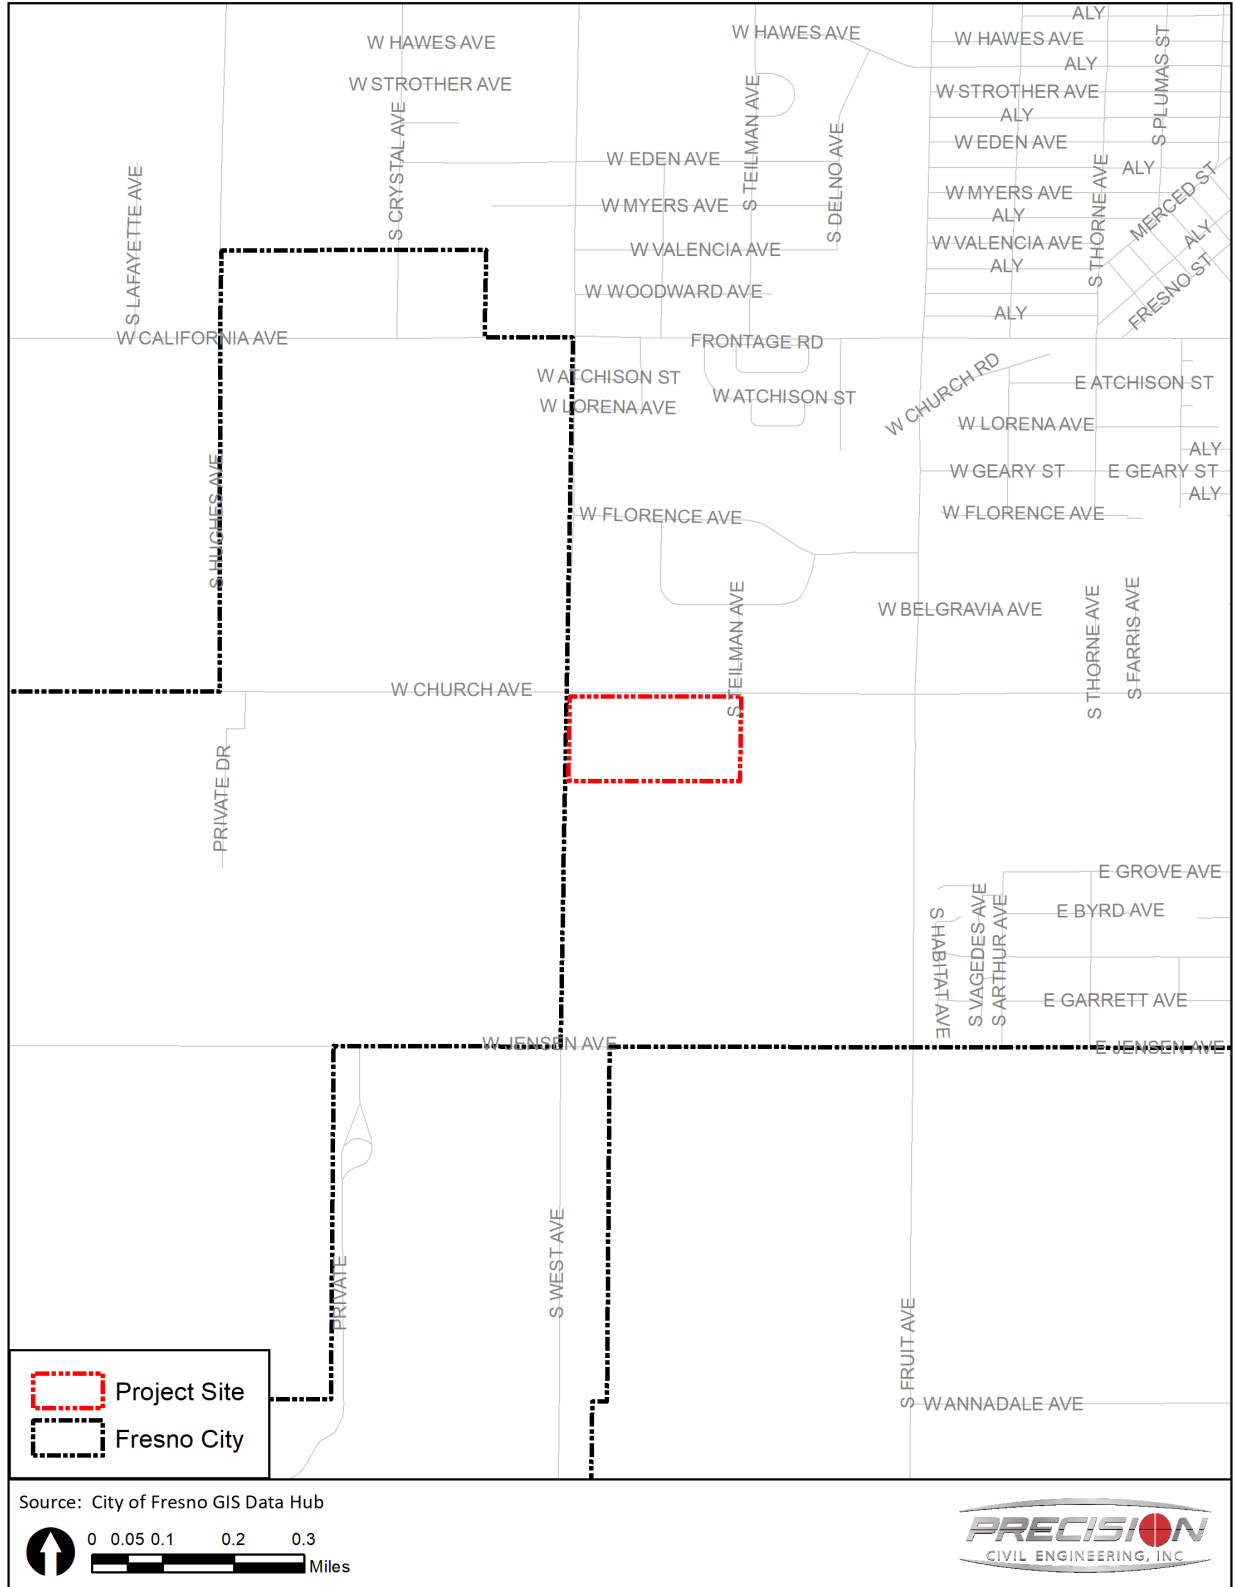 ALY
W HAWES AVE
W HAWES AVE
W HAWES AVE
ALY
W STROTHER AVE
W STROTHER AVE
ALY
S PLUMAS ST
S TEILMAN AVE
S CRYSTAL AVE
S DELNO AVE
W EDEN AVE
W EDEN AVE
ALY
S LAFAYETTE AVE
S THORNE AVE
MERCED ST
W MYERS AVE
W MYERS AVE
ALY
ALY
W VALENCIA AVE
W VALENCIA AVE
ALY
FRESNO ST
W WOODWARD AVE
ALY
W CALIFORNIA AVE
FRONTAGE RD
W CHURCH RD
W ATCHISON ST
E ATCHISON ST
W ATCHISON ST
W LORENA AVE
W LORENA AVE
ALY
W GEARY ST
E GEARY ST
ALY
S HUGHES AVE
W FLORENCE AVE
W FLORENCE AVE
S TEILMAN AVE
W BELGRAVIA AVE
S THORNE AVE
S FARRIS AVE
W CHURCH AVE
PRIVATE DR
E GROVE AVE
E BYRD AVE
S HABITAT AVE
S VAGEDES AVE
S ARTHUR AVE
E GARRETT AVE
W JENSEN AVE
E JENSEN AVE
S WEST AVE
PRIVATE
S FRUIT AVE
W ANNADALE AVE
Project Site
Fresno City
Source: City of Fresno GIS Data Hub
0 0.05 0.1 0.2 0.3
Miles
PRECISION
CIVIL ENGINEERING, INC